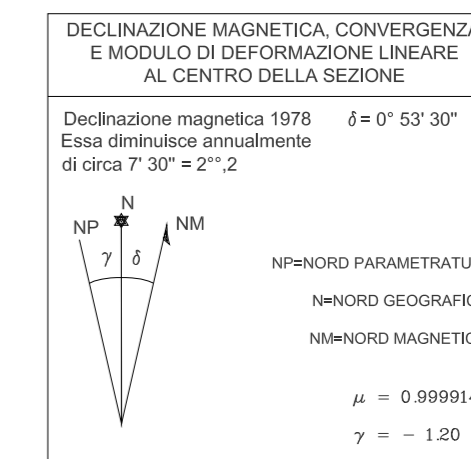 DECLINAZIONE MAGNETICA, CONVERGENZA
E MODULO DI DEFORMAZIONE LINEARE
AL CENTRO DELLA SEZIONE
Declinazione magnetica 1978 δ = 0° 53' 30"
Essa diminuisce annualmente
di circa 7' 30" = 2°°,2
N
NP NM
γ δ
NP=NORD PARAMETRATU
N=NORD GEOGRAFIC
NM=NORD MAGNETIC
μ = 0.999914
γ = - 1.20